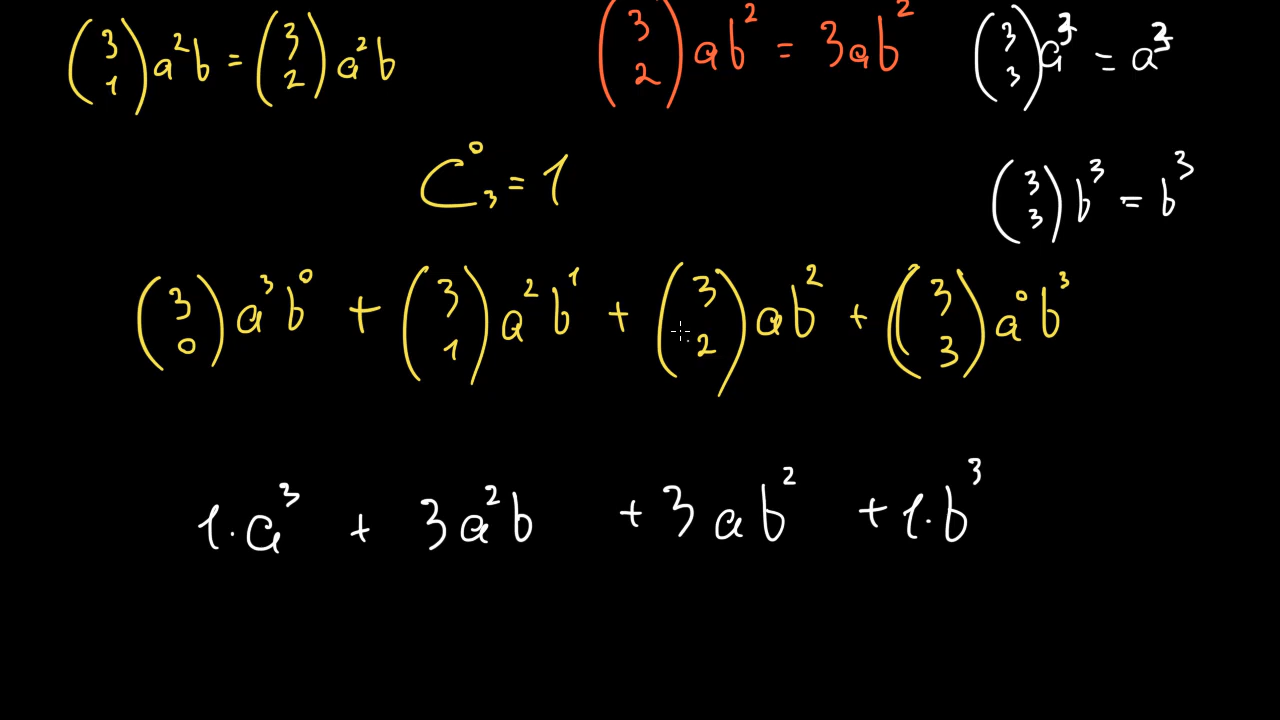 (3 1) a²b = (3 2) a²b
(3 2) ab² = 3ab²
(3 3) a³ = a³
C⁰₃ = 1
(3 3) b³ = b³
(3 0) a³b⁰ + (3 1) a²b¹ + (3 2) ab² + (3 3) a⁰b³
1·a³ + 3a²b + 3ab² + 1·b³